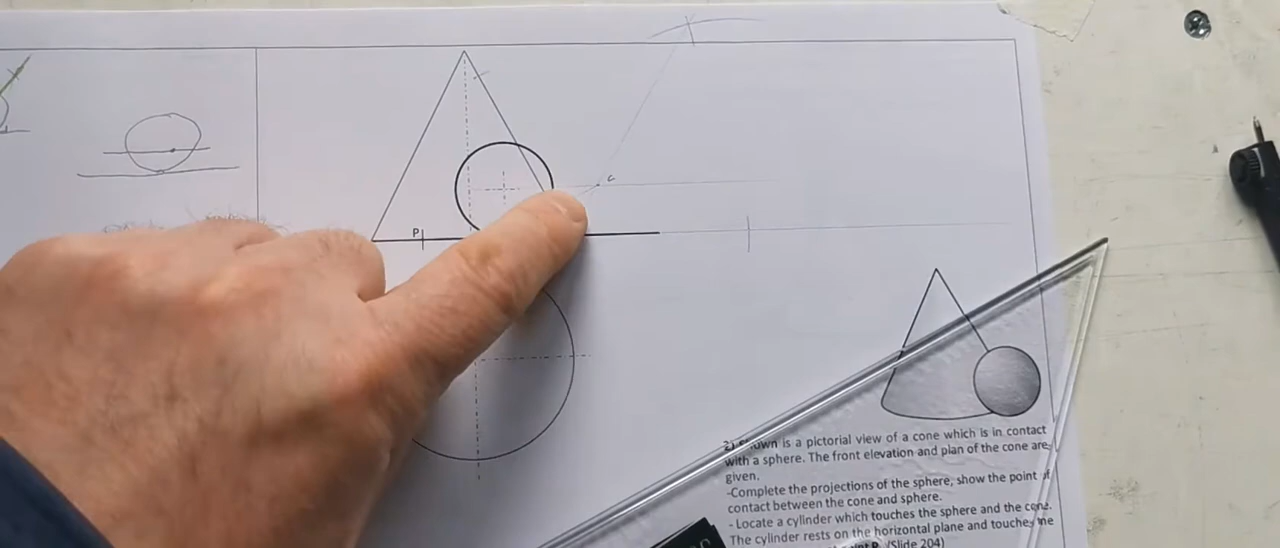 P
c
2) Shown is a pictorial view of a cone which is in contact
with a sphere. The front elevation and plan of the cone are
given.
-Complete the projections of the sphere, show the point of
contact between the cone and sphere.
- Locate a cylinder which touches the sphere and the cone.
The cylinder rests on the horizontal plane and touches the
P. (Slide 204)